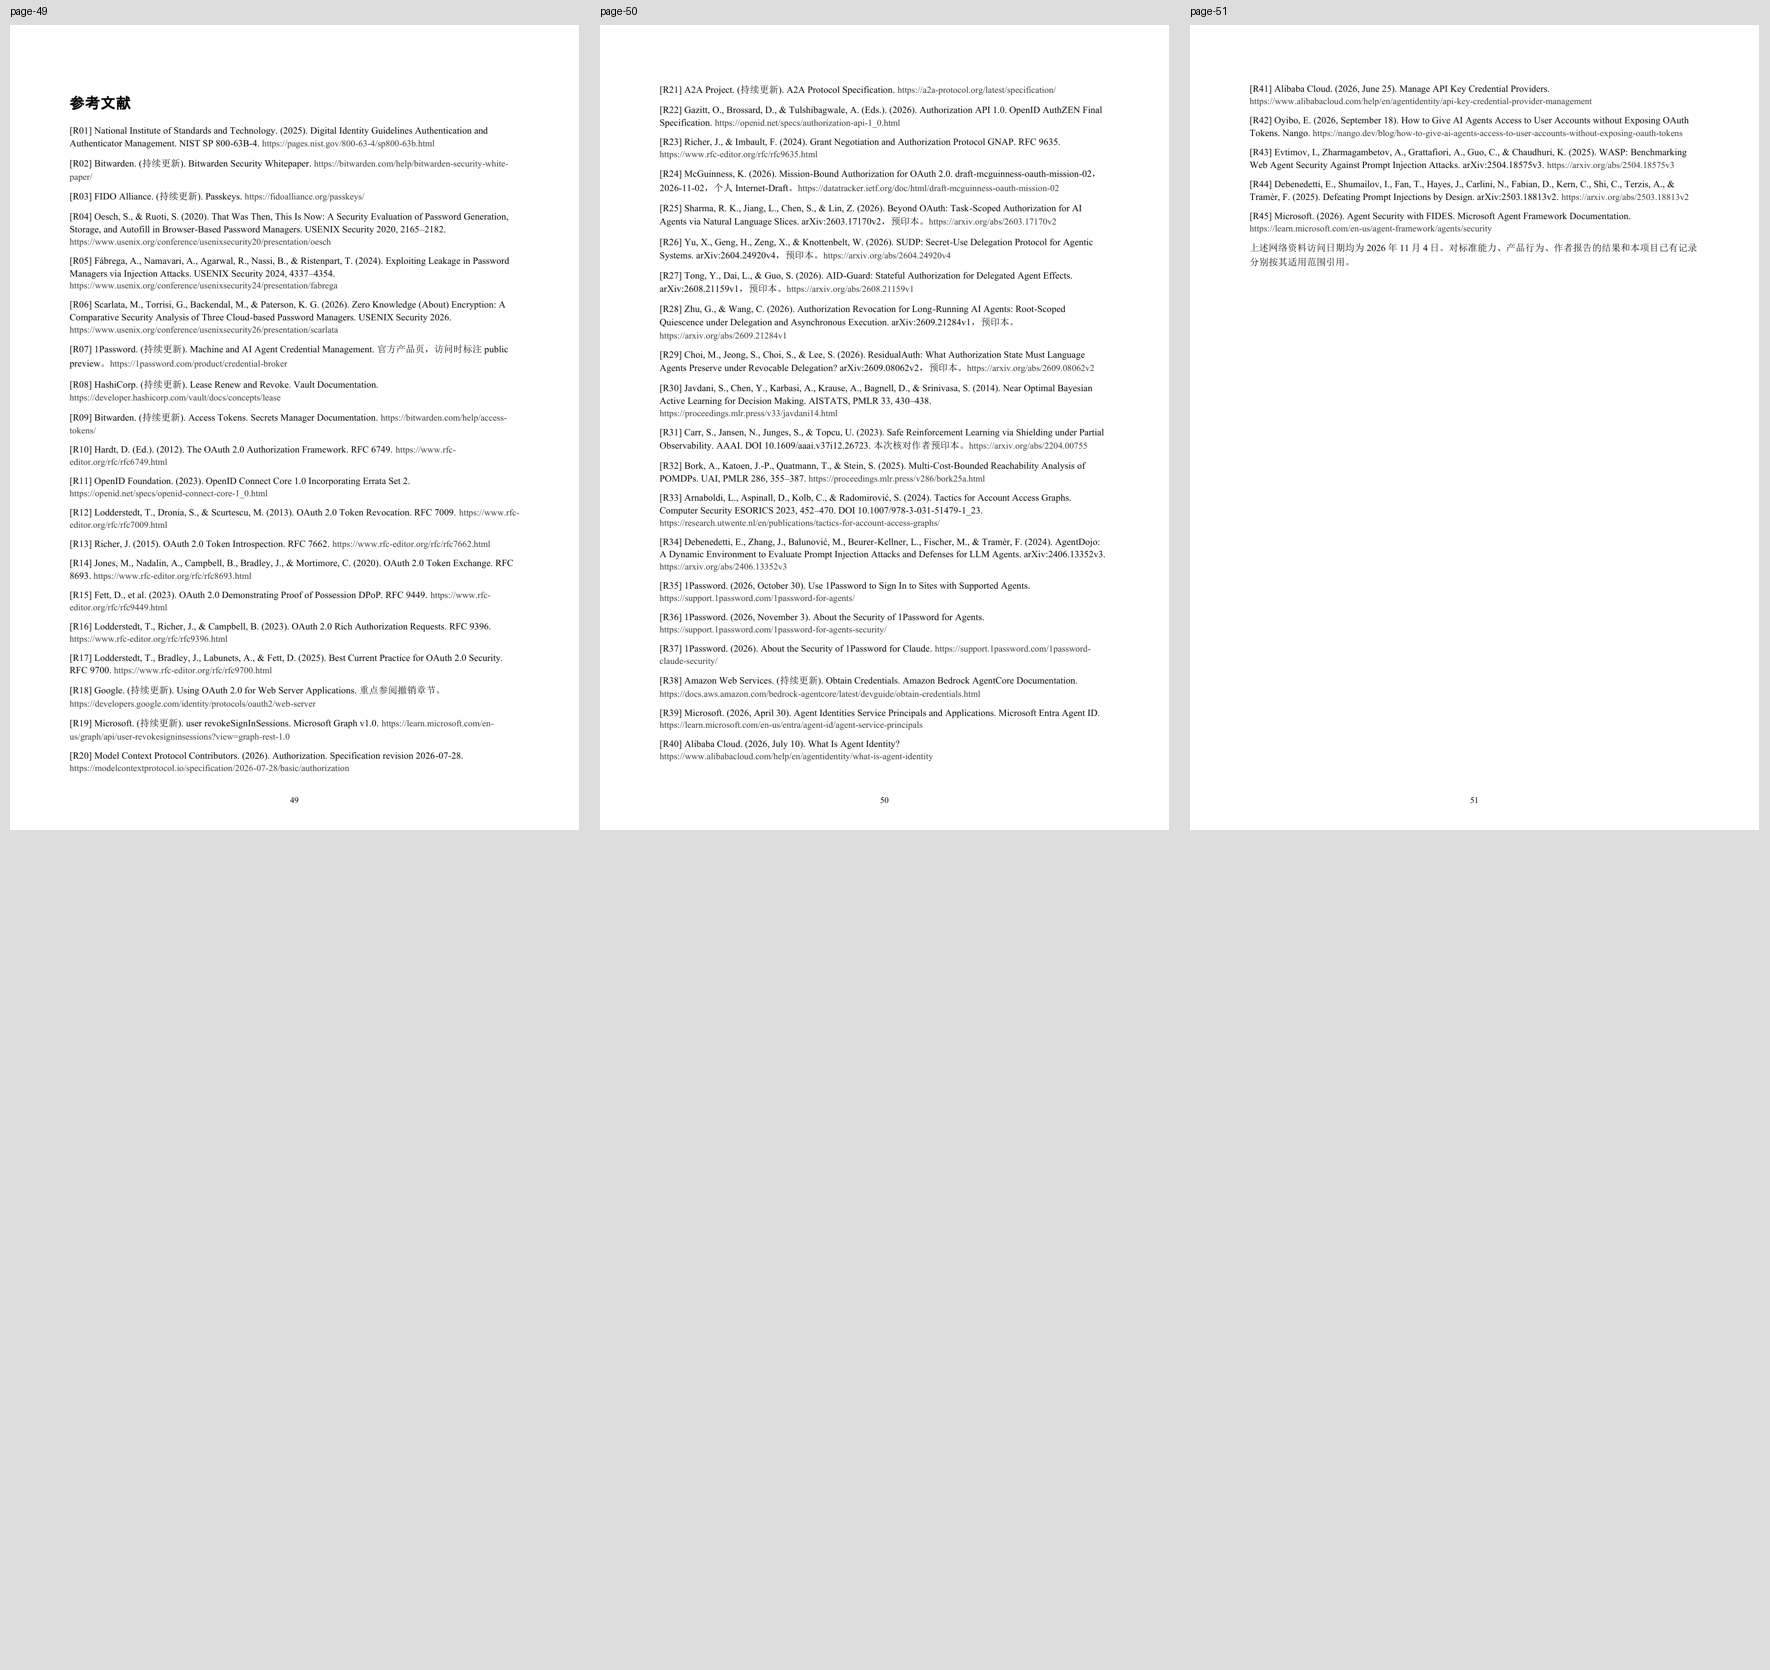 page-49
参考文献
[R01] National Institute of Standards and Technology. (2025). Digital Identity Guidelines Authentication and
Authenticator Management. NIST SP 800-63B-4. https://pages.nist.gov/800-63-4/sp800-63b.html
[R02] Bitwarden. (持续更新). Bitwarden Security Whitepaper. https://bitwarden.com/help/bitwarden-security-white-
paper/
[R03] FIDO Alliance. (持续更新). Passkeys. https://fidoalliance.org/passkeys/
[R04] Oesch, S., & Ruoti, S. (2020). That Was Then, This Is Now: A Security Evaluation of Password Generation,
Storage, and Autofill in Browser-Based Password Managers. USENIX Security 2020, 2165–2182.
https://www.usenix.org/conference/usenixsecurity20/presentation/oesch
[R05] Fábrega, A., Namavari, A., Agarwal, R., Nassi, B., & Ristenpart, T. (2024). Exploiting Leakage in Password
Managers via Injection Attacks. USENIX Security 2024, 4337–4354.
https://www.usenix.org/conference/usenixsecurity24/presentation/fabrega
[R06] Scarlata, M., Torrisi, G., Backendal, M., & Paterson, K. G. (2026). Zero Knowledge (About) Encryption: A
Comparative Security Analysis of Three Cloud-based Password Managers. USENIX Security 2026.
https://www.usenix.org/conference/usenixsecurity26/presentation/scarlata
[R07] 1Password. (持续更新). Machine and AI Agent Credential Management. 官方产品页，访问时标注 public
preview。https://1password.com/product/credential-broker
[R08] HashiCorp. (持续更新). Lease Renew and Revoke. Vault Documentation.
https://developer.hashicorp.com/vault/docs/concepts/lease
[R09] Bitwarden. (持续更新). Access Tokens. Secrets Manager Documentation. https://bitwarden.com/help/access-
tokens/
[R10] Hardt, D. (Ed.). (2012). The OAuth 2.0 Authorization Framework. RFC 6749. https://www.rfc-
editor.org/rfc/rfc6749.html
[R11] OpenID Foundation. (2023). OpenID Connect Core 1.0 Incorporating Errata Set 2.
https://openid.net/specs/openid-connect-core-1_0.html
[R12] Lodderstedt, T., Dronia, S., & Scurtescu, M. (2013). OAuth 2.0 Token Revocation. RFC 7009. https://www.rfc-
editor.org/rfc/rfc7009.html
[R13] Richer, J. (2015). OAuth 2.0 Token Introspection. RFC 7662. https://www.rfc-editor.org/rfc/rfc7662.html
[R14] Jones, M., Nadalin, A., Campbell, B., Bradley, J., & Mortimore, C. (2020). OAuth 2.0 Token Exchange. RFC
8693. https://www.rfc-editor.org/rfc/rfc8693.html
[R15] Fett, D., et al. (2023). OAuth 2.0 Demonstrating Proof of Possession DPoP. RFC 9449. https://www.rfc-
editor.org/rfc/rfc9449.html
[R16] Lodderstedt, T., Richer, J., & Campbell, B. (2023). OAuth 2.0 Rich Authorization Requests. RFC 9396.
https://www.rfc-editor.org/rfc/rfc9396.html
[R17] Lodderstedt, T., Bradley, J., Labunets, A., & Fett, D. (2025). Best Current Practice for OAuth 2.0 Security.
RFC 9700. https://www.rfc-editor.org/rfc/rfc9700.html
[R18] Google. (持续更新). Using OAuth 2.0 for Web Server Applications. 重点参阅撤销章节。
https://developers.google.com/identity/protocols/oauth2/web-server
[R19] Microsoft. (持续更新). user revokeSignInSessions. Microsoft Graph v1.0. https://learn.microsoft.com/en-
us/graph/api/user-revokesigninsessions?view=graph-rest-1.0
[R20] Model Context Protocol Contributors. (2026). Authorization. Specification revision 2026-07-28.
https://modelcontextprotocol.io/specification/2026-07-28/basic/authorization
49
page-50
[R21] A2A Project. (持续更新). A2A Protocol Specification. https://a2a-protocol.org/latest/specification/
[R22] Gazitt, O., Brossard, D., & Tulshibagwale, A. (Eds.). (2026). Authorization API 1.0. OpenID AuthZEN Final
Specification. https://openid.net/specs/authorization-api-1_0.html
[R23] Richer, J., & Imbault, F. (2024). Grant Negotiation and Authorization Protocol GNAP. RFC 9635.
https://www.rfc-editor.org/rfc/rfc9635.html
[R24] McGuinness, K. (2026). Mission-Bound Authorization for OAuth 2.0. draft-mcguinness-oauth-mission-02，
2026-11-02，个人 Internet-Draft。https://datatracker.ietf.org/doc/html/draft-mcguinness-oauth-mission-02
[R25] Sharma, R. K., Jiang, L., Chen, S., & Lin, Z. (2026). Beyond OAuth: Task-Scoped Authorization for AI
Agents via Natural Language Slices. arXiv:2603.17170v2，预印本。https://arxiv.org/abs/2603.17170v2
[R26] Yu, X., Geng, H., Zeng, X., & Knottenbelt, W. (2026). SUDP: Secret-Use Delegation Protocol for Agentic
Systems. arXiv:2604.24920v4，预印本。https://arxiv.org/abs/2604.24920v4
[R27] Tong, Y., Dai, L., & Guo, S. (2026). AID-Guard: Stateful Authorization for Delegated Agent Effects.
arXiv:2608.21159v1，预印本。https://arxiv.org/abs/2608.21159v1
[R28] Zhu, G., & Wang, C. (2026). Authorization Revocation for Long-Running AI Agents: Root-Scoped
Quiescence under Delegation and Asynchronous Execution. arXiv:2609.21284v1，预印本。
https://arxiv.org/abs/2609.21284v1
[R29] Choi, M., Jeong, S., Choi, S., & Lee, S. (2026). ResidualAuth: What Authorization State Must Language
Agents Preserve under Revocable Delegation? arXiv:2609.08062v2，预印本。https://arxiv.org/abs/2609.08062v2
[R30] Javdani, S., Chen, Y., Karbasi, A., Krause, A., Bagnell, D., & Srinivasa, S. (2014). Near Optimal Bayesian
Active Learning for Decision Making. AISTATS, PMLR 33, 430–438.
https://proceedings.mlr.press/v33/javdani14.html
[R31] Carr, S., Jansen, N., Junges, S., & Topcu, U. (2023). Safe Reinforcement Learning via Shielding under Partial
Observability. AAAI. DOI 10.1609/aaai.v37i12.26723. 本次核对作者预印本。https://arxiv.org/abs/2204.00755
[R32] Bork, A., Katoen, J.-P., Quatmann, T., & Stein, S. (2025). Multi-Cost-Bounded Reachability Analysis of
POMDPs. UAI, PMLR 286, 355–387. https://proceedings.mlr.press/v286/bork25a.html
[R33] Arnaboldi, L., Aspinall, D., Kolb, C., & Radomirović, S. (2024). Tactics for Account Access Graphs.
Computer Security ESORICS 2023, 452–470. DOI 10.1007/978-3-031-51479-1_23.
https://research.utwente.nl/en/publications/tactics-for-account-access-graphs/
[R34] Debenedetti, E., Zhang, J., Balunović, M., Beurer-Kellner, L., Fischer, M., & Tramèr, F. (2024). AgentDojo:
A Dynamic Environment to Evaluate Prompt Injection Attacks and Defenses for LLM Agents. arXiv:2406.13352v3.
https://arxiv.org/abs/2406.13352v3
[R35] 1Password. (2026, October 30). Use 1Password to Sign In to Sites with Supported Agents.
https://support.1password.com/1password-for-agents/
[R36] 1Password. (2026, November 3). About the Security of 1Password for Agents.
https://support.1password.com/1password-for-agents-security/
[R37] 1Password. (2026). About the Security of 1Password for Claude. https://support.1password.com/1password-
claude-security/
[R38] Amazon Web Services. (持续更新). Obtain Credentials. Amazon Bedrock AgentCore Documentation.
https://docs.aws.amazon.com/bedrock-agentcore/latest/devguide/obtain-credentials.html
[R39] Microsoft. (2026, April 30). Agent Identities Service Principals and Applications. Microsoft Entra Agent ID.
https://learn.microsoft.com/en-us/entra/agent-id/agent-service-principals
[R40] Alibaba Cloud. (2026, July 10). What Is Agent Identity?
https://www.alibabacloud.com/help/en/agentidentity/what-is-agent-identity
50
page-51
[R41] Alibaba Cloud. (2026, June 25). Manage API Key Credential Providers.
https://www.alibabacloud.com/help/en/agentidentity/api-key-credential-provider-management
[R42] Oyibo, E. (2026, September 18). How to Give AI Agents Access to User Accounts without Exposing OAuth
Tokens. Nango. https://nango.dev/blog/how-to-give-ai-agents-access-to-user-accounts-without-exposing-oauth-tokens
[R43] Evtimov, I., Zharmagambetov, A., Grattafiori, A., Guo, C., & Chaudhuri, K. (2025). WASP: Benchmarking
Web Agent Security Against Prompt Injection Attacks. arXiv:2504.18575v3. https://arxiv.org/abs/2504.18575v3
[R44] Debenedetti, E., Shumailov, I., Fan, T., Hayes, J., Carlini, N., Fabian, D., Kern, C., Shi, C., Terzis, A., &
Tramèr, F. (2025). Defeating Prompt Injections by Design. arXiv:2503.18813v2. https://arxiv.org/abs/2503.18813v2
[R45] Microsoft. (2026). Agent Security with FIDES. Microsoft Agent Framework Documentation.
https://learn.microsoft.com/en-us/agent-framework/agents/security
上述网络资料访问日期均为 2026 年 11 月 4 日。对标准能力、产品行为、作者报告的结果和本项目已有记录
分别按其适用范围引用。
51